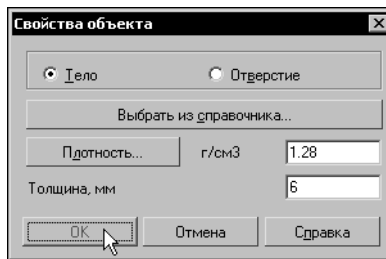 Свойства объекта
Тело Отверстие
Выбрать из справочника...
Плотность... г/см3 1.28
Толщина, мм 6
OK Отмена Справка